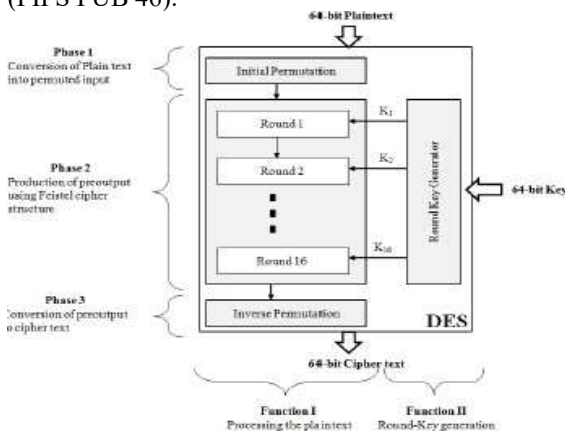 (FIPS PUB 46).
64-bit Plaintext
Phase 1
Conversion of Plain text
into permuted input
Initial Permutation
Phase 2
Production of preoutput
using Feistel cipher
structure
Round 1
K1
Round 2
K2
Round 16
K16
Round Key Generator
64-bit Key
Phase 3
Conversion of preoutput
o cipher text
Inverse Permutation
DES
64-bit Cipher text
Function I
Processing the plaintext
Function II
Round-Key generation